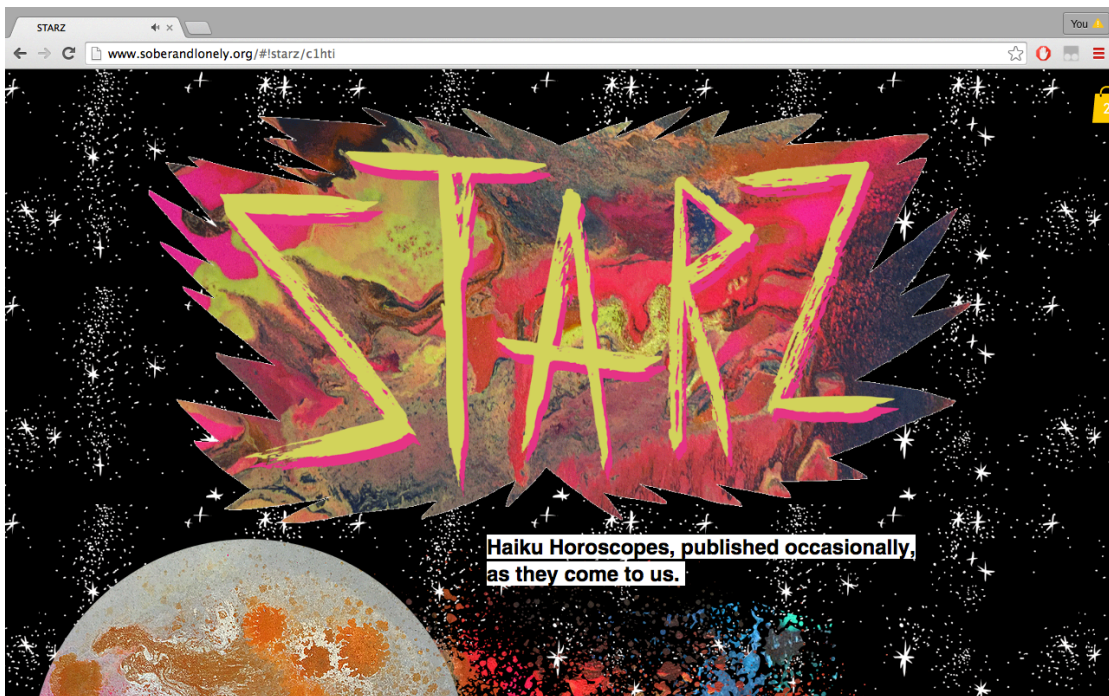 STARZ
You
www.soberandlonely.org/#!starz/c1hti
STARZ
Haiku Horoscopes, published occasionally,
as they come to us.